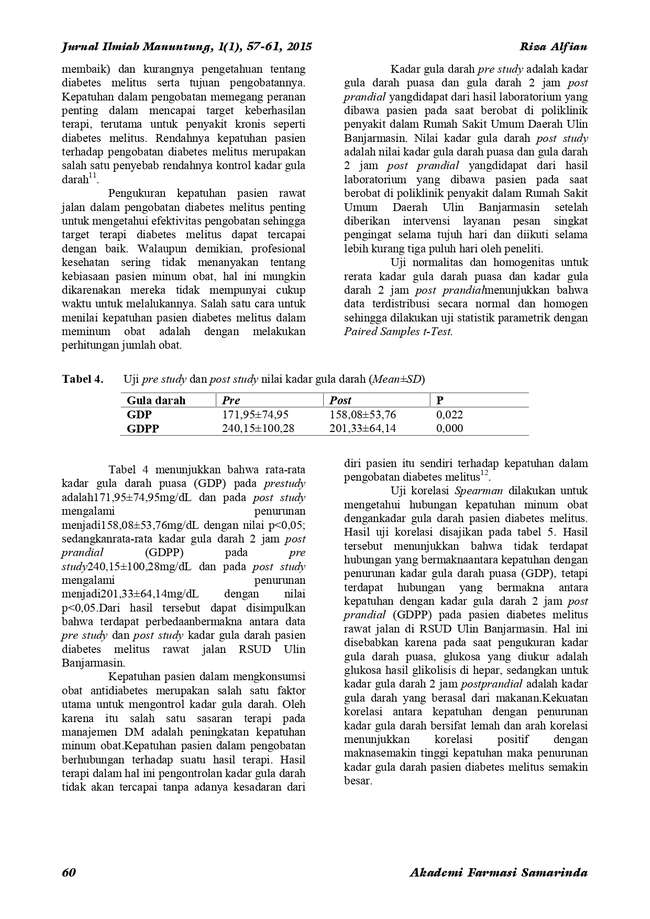 Jurnal Ilmiah Manuntung, 1(1), 57-61, 2015 Riza Alfian
membaik) dan kurangnya pengetahuan tentang
diabetes melitus serta tujuan pengobatannya.
Kepatuhan dalam pengobatan memegang peranan
penting dalam mencapai target keberhasilan
terapi, terutama untuk penyakit kronis seperti
diabetes melitus. Rendahnya kepatuhan pasien
terhadap pengobatan diabetes melitus merupakan
salah satu penyebab rendahnya kontrol kadar gula
darah11.
Pengukuran kepatuhan pasien rawat
jalan dalam pengobatan diabetes melitus penting
untuk mengetahui efektivitas pengobatan sehingga
target terapi diabetes melitus dapat tercapai
dengan baik. Walaupun demikian, profesional
kesehatan sering tidak menanyakan tentang
kebiasaan pasien minum obat, hal ini mungkin
dikarenakan mereka tidak mempunyai cukup
waktu untuk melalukannya. Salah satu cara untuk
menilai kepatuhan pasien diabetes melitus dalam
meminum obat adalah dengan melakukan
perhitungan jumlah obat.
Kadar gula darah pre study adalah kadar
gula darah puasa dan gula darah 2 jam post
prandial yangdidapat dari hasil laboratorium yang
dibawa pasien pada saat berobat di poliklinik
penyakit dalam Rumah Sakit Umum Daerah Ulin
Banjarmasin. Nilai kadar gula darah post study
adalah nilai kadar gula darah puasa dan gula darah
2 jam post prandial yangdidapat dari hasil
laboratorium yang dibawa pasien pada saat
berobat di poliklinik penyakit dalam Rumah Sakit
Umum Daerah Ulin Banjarmasin setelah
diberikan intervensi layanan pesan singkat
pengingat selama tujuh hari dan diikuti selama
lebih kurang tiga puluh hari oleh peneliti.
Uji normalitas dan homogenitas untuk
rerata kadar gula darah puasa dan kadar gula
darah 2 jam post prandialmenunjukkan bahwa
data terdistribusi secara normal dan homogen
sehingga dilakukan uji statistik parametrik dengan
Paired Samples t-Test.
Tabel 4. Uji pre study dan post study nilai kadar gula darah (Mean±SD)
Gula darah Pre Post P
GDP 171,95±74,95 158,08±53,76 0,022
GDPP 240,15±100,28 201,33±64,14 0,000
Tabel 4 menunjukkan bahwa rata-rata
kadar gula darah puasa (GDP) pada prestudy
adalah171,95±74,95mg/dL dan pada post study
mengalami penurunan
menjadi158,08±53,76mg/dL dengan nilai p<0,05;
sedangkanrata-rata kadar gula darah 2 jam post
prandial (GDPP) pada pre
study240,15±100,28mg/dL dan pada post study
mengalami penurunan
menjadi201,33±64,14mg/dL dengan nilai
p<0,05.Dari hasil tersebut dapat disimpulkan
bahwa terdapat perbedaanbermakna antara data
pre study dan post study kadar gula darah pasien
diabetes melitus rawat jalan RSUD Ulin
Banjarmasin.
Kepatuhan pasien dalam mengkonsumsi
obat antidiabetes merupakan salah satu faktor
utama untuk mengontrol kadar gula darah. Oleh
karena itu salah satu sasaran terapi pada
manajemen DM adalah peningkatan kepatuhan
minum obat.Kepatuhan pasien dalam pengobatan
berhubungan terhadap suatu hasil terapi. Hasil
terapi dalam hal ini pengontrolan kadar gula darah
tidak akan tercapai tanpa adanya kesadaran dari
diri pasien itu sendiri terhadap kepatuhan dalam
pengobatan diabetes melitus12.
Uji korelasi Spearman dilakukan untuk
mengetahui hubungan kepatuhan minum obat
dengankadar gula darah pasien diabetes melitus.
Hasil uji korelasi disajikan pada tabel 5. Hasil
tersebut menunjukkan bahwa tidak terdapat
hubungan yang bermaknaantara kepatuhan dengan
penurunan kadar gula darah puasa (GDP), tetapi
terdapat hubungan yang bermakna antara
kepatuhan dengan kadar gula darah 2 jam post
prandial (GDPP) pada pasien diabetes melitus
rawat jalan di RSUD Ulin Banjarmasin. Hal ini
disebabkan karena pada saat pengukuran kadar
gula darah puasa, glukosa yang diukur adalah
glukosa hasil glikolisis di hepar, sedangkan untuk
kadar gula darah 2 jam postprandial adalah kadar
gula darah yang berasal dari makanan.Kekuatan
korelasi antara kepatuhan dengan penurunan
kadar gula darah bersifat lemah dan arah korelasi
menunjukkan korelasi positif dengan
maknasemakin tinggi kepatuhan maka penurunan
kadar gula darah pasien diabetes melitus semakin
besar.
60 Akademi Farmasi Samarinda